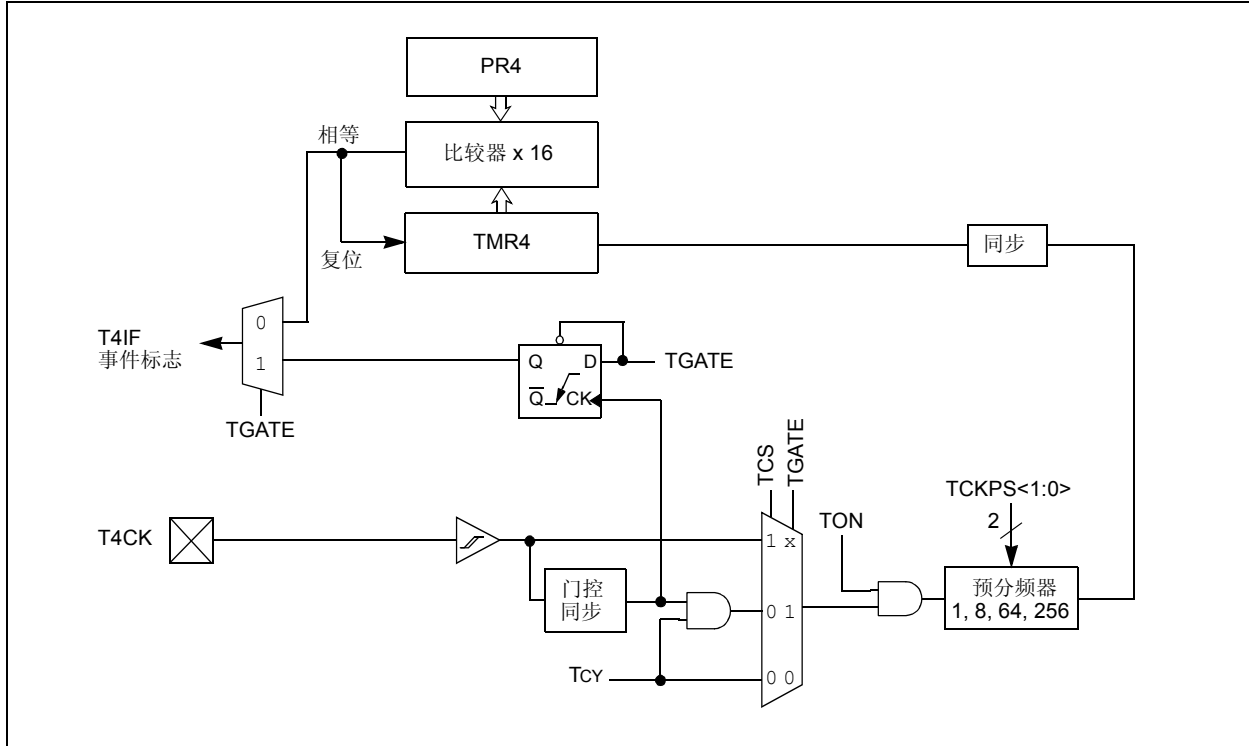 PR4
相等
比较器 x 16
TMR4
同步
复位
0
T4IF
事件标志
1
Q
D
TGATE
Q
CK
TGATE
TCS
TGATE
TCKPS<1:0>
2
TON
T4CK
1 x
门控
同步
预分频器
1, 8, 64, 256
0 1
TCY
0 0